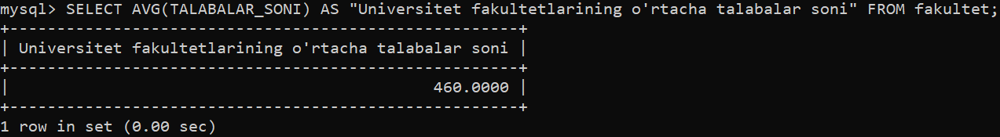 mysql> SELECT AVG(TALABALAR_SONI) AS "Universitet fakultetlarining o'rtacha talabalar soni" FROM fakultet;
+------------------------------------------------------+
| Universitet fakultetlarining o'rtacha talabalar soni |
+------------------------------------------------------+
|                                             460.0000 |
+------------------------------------------------------+
1 row in set (0.00 sec)